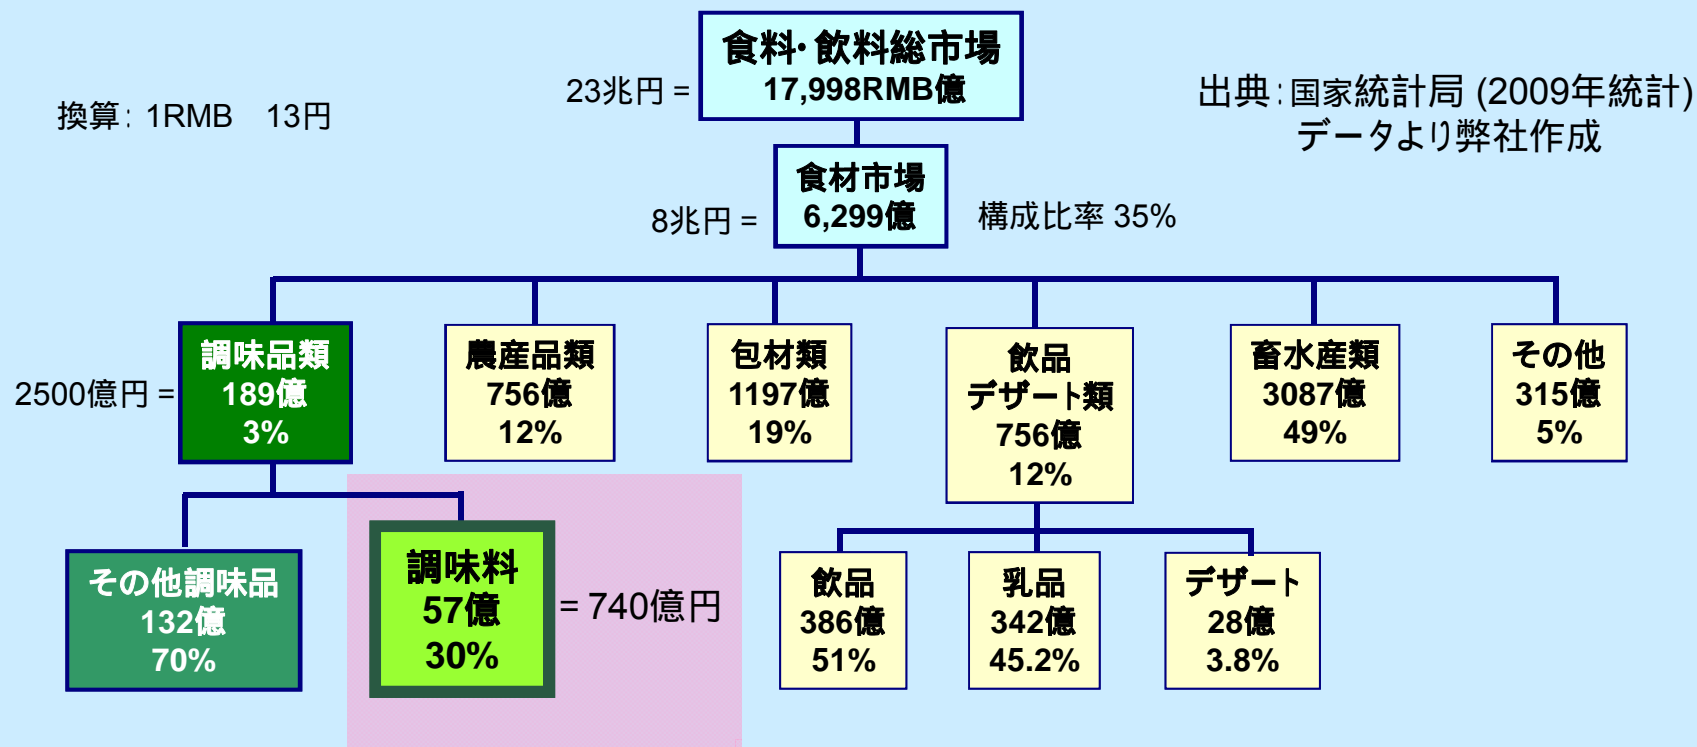 食料・飲料総市場
17,998RMB億
23兆円 =
換算: 1RMB 13円
出典:国家統計局 (2009年統計)
データより弊社作成
食材市場
6,299億
8兆円 =
構成比率 35%
調味品類
189億
3%
2500億円 =
農産品類
756億
12%
包材類
1197億
19%
飲品
デザート類
756億
12%
畜水産類
3087億
49%
その他
315億
5%
その他調味品
132億
70%
調味料
57億
30%
= 740億円
飲品
386億
51%
乳品
342億
45.2%
デザート
28億
3.8%